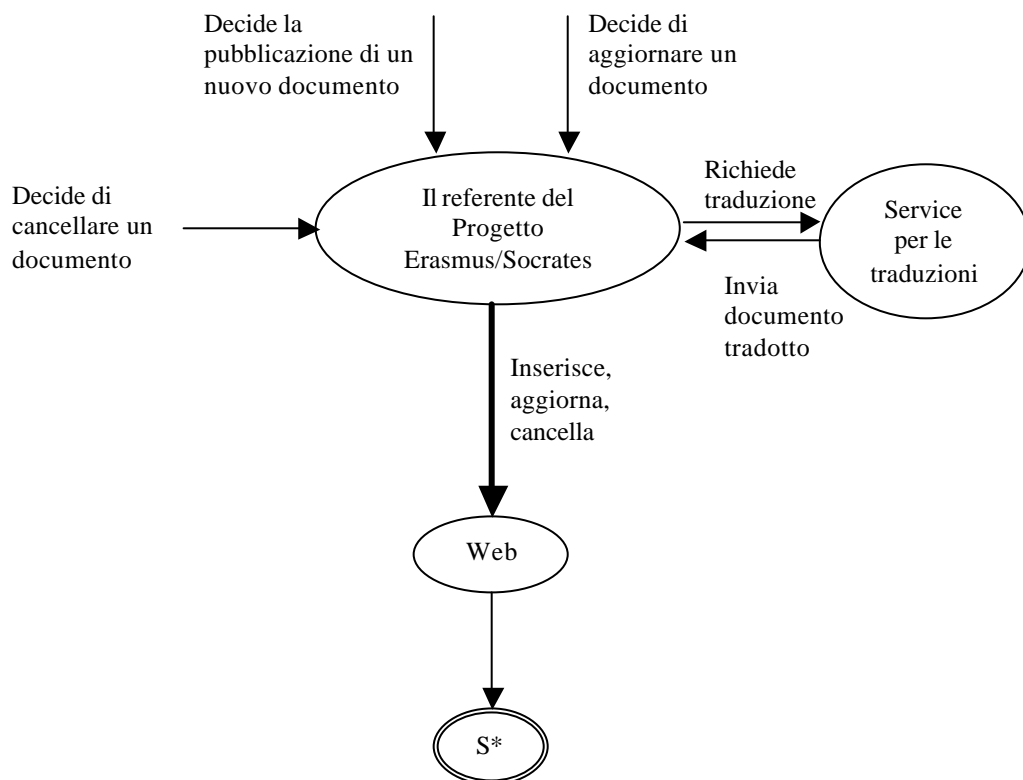 Decide la
pubblicazione di un
nuovo documento
Decide di
aggiornare un
documento
Decide di
cancellare un
documento
Il referente del
Progetto
Erasmus/Socrates
Richiede
traduzione
Service
per le
traduzioni
Invia
documento
tradotto
Inserisce,
aggiorna,
cancella
Web
S*